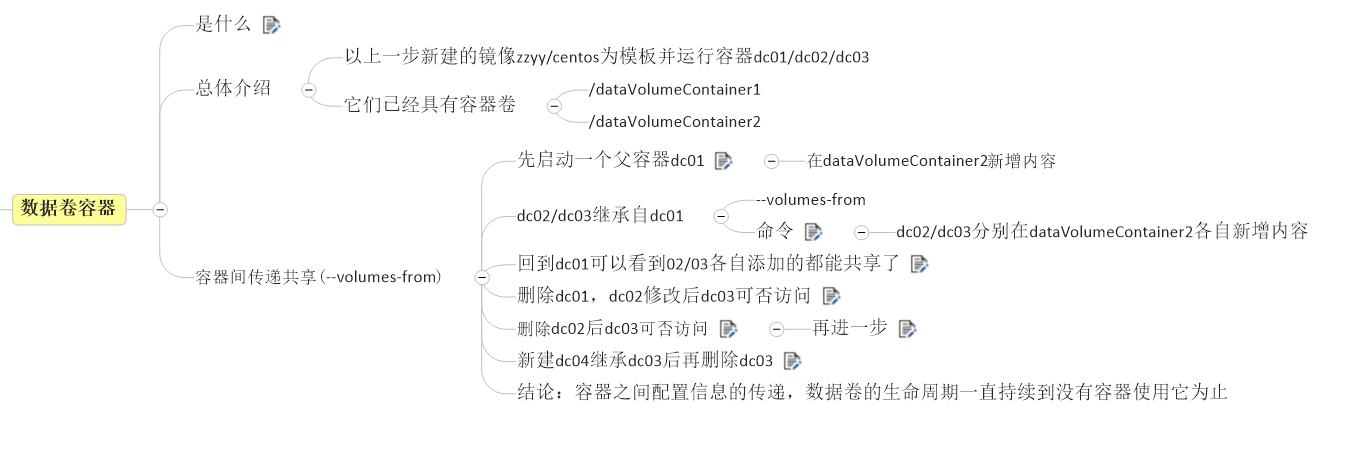 是什么
以上一步新建的镜像zzyy/centos为模板并运行容器dc01/dc02/dc03
总体介绍
它们已经具有容器卷
/dataVolumeContainer1
/dataVolumeContainer2
先启动一个父容器dc01
在dataVolumeContainer2新增内容
数据卷容器
dc02/dc03继承自dc01
--volumes-from
命令
dc02/dc03分别在dataVolumeContainer2各自新增内容
容器间传递共享(--volumes-from)
回到dc01可以看到02/03各自添加的都能共享了
删除dc01，dc02修改后dc03可否访问
删除dc02后dc03可否访问
再进一步
新建dc04继承dc03后再删除dc03
结论：容器之间配置信息的传递，数据卷的生命周期一直持续到没有容器使用它为止